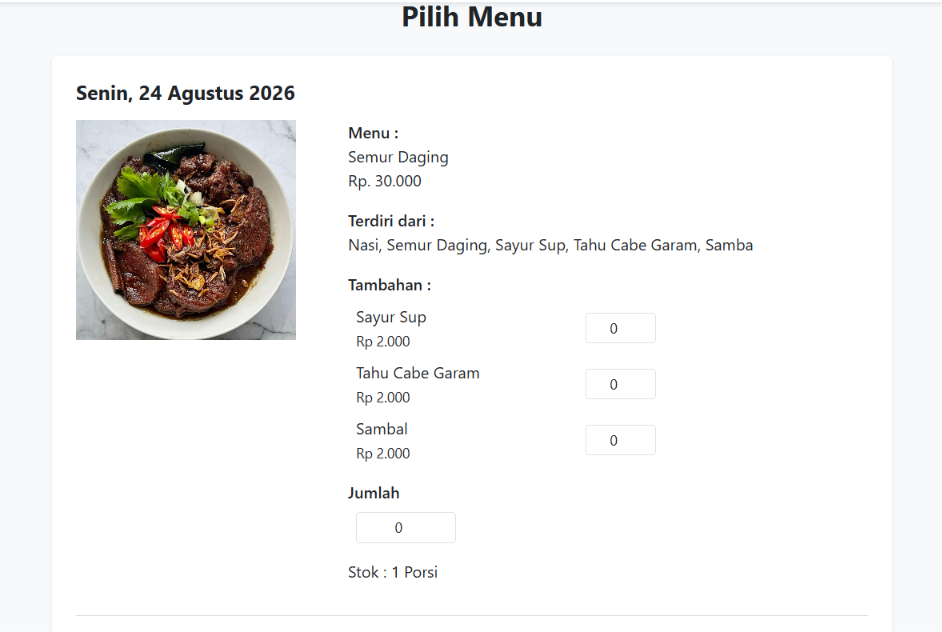 Pilih Menu
Senin, 24 Agustus 2026
Menu :
Semur Daging
Rp. 30.000
Terdiri dari :
Nasi, Semur Daging, Sayur Sup, Tahu Cabe Garam, Samba
Tambahan :
Sayur Sup
Rp 2.000
0
Tahu Cabe Garam
Rp 2.000
0
Sambal
Rp 2.000
0
Jumlah
0
Stok : 1 Porsi